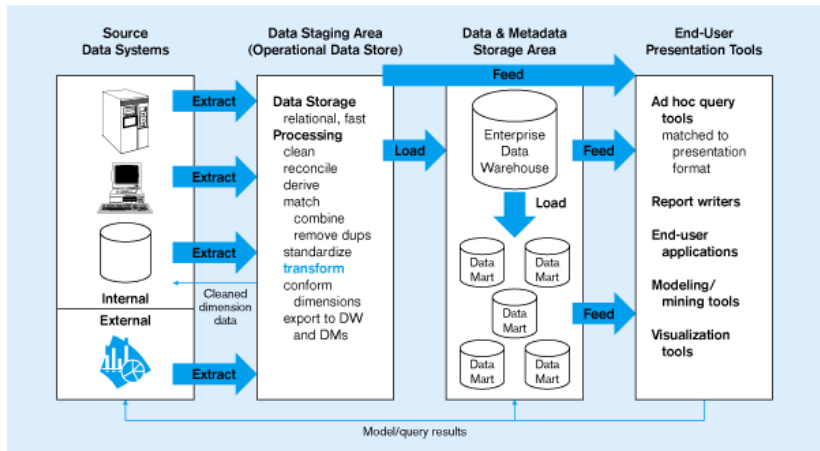 Source
Data Systems
Data Staging Area
(Operational Data Store)
Data & Metadata
Storage Area
End-User
Presentation Tools
Extract
Extract
Extract
Internal
External
Extract
Cleaned
dimension
data
Data Storage
relational, fast
Processing
clean
reconcile
derive
match
combine
remove dups
standardize
transform
conform
dimensions
export to DW
and DMs
Feed
Load
Enterprise
Data
Warehouse
Load
Data
Mart
Data
Mart
Data
Mart
Data
Mart
Data
Mart
Feed
Feed
Ad hoc query
tools
matched to
presentation
format
Report writers
End-user
applications
Modeling/
mining tools
Visualization
tools
Model/query results